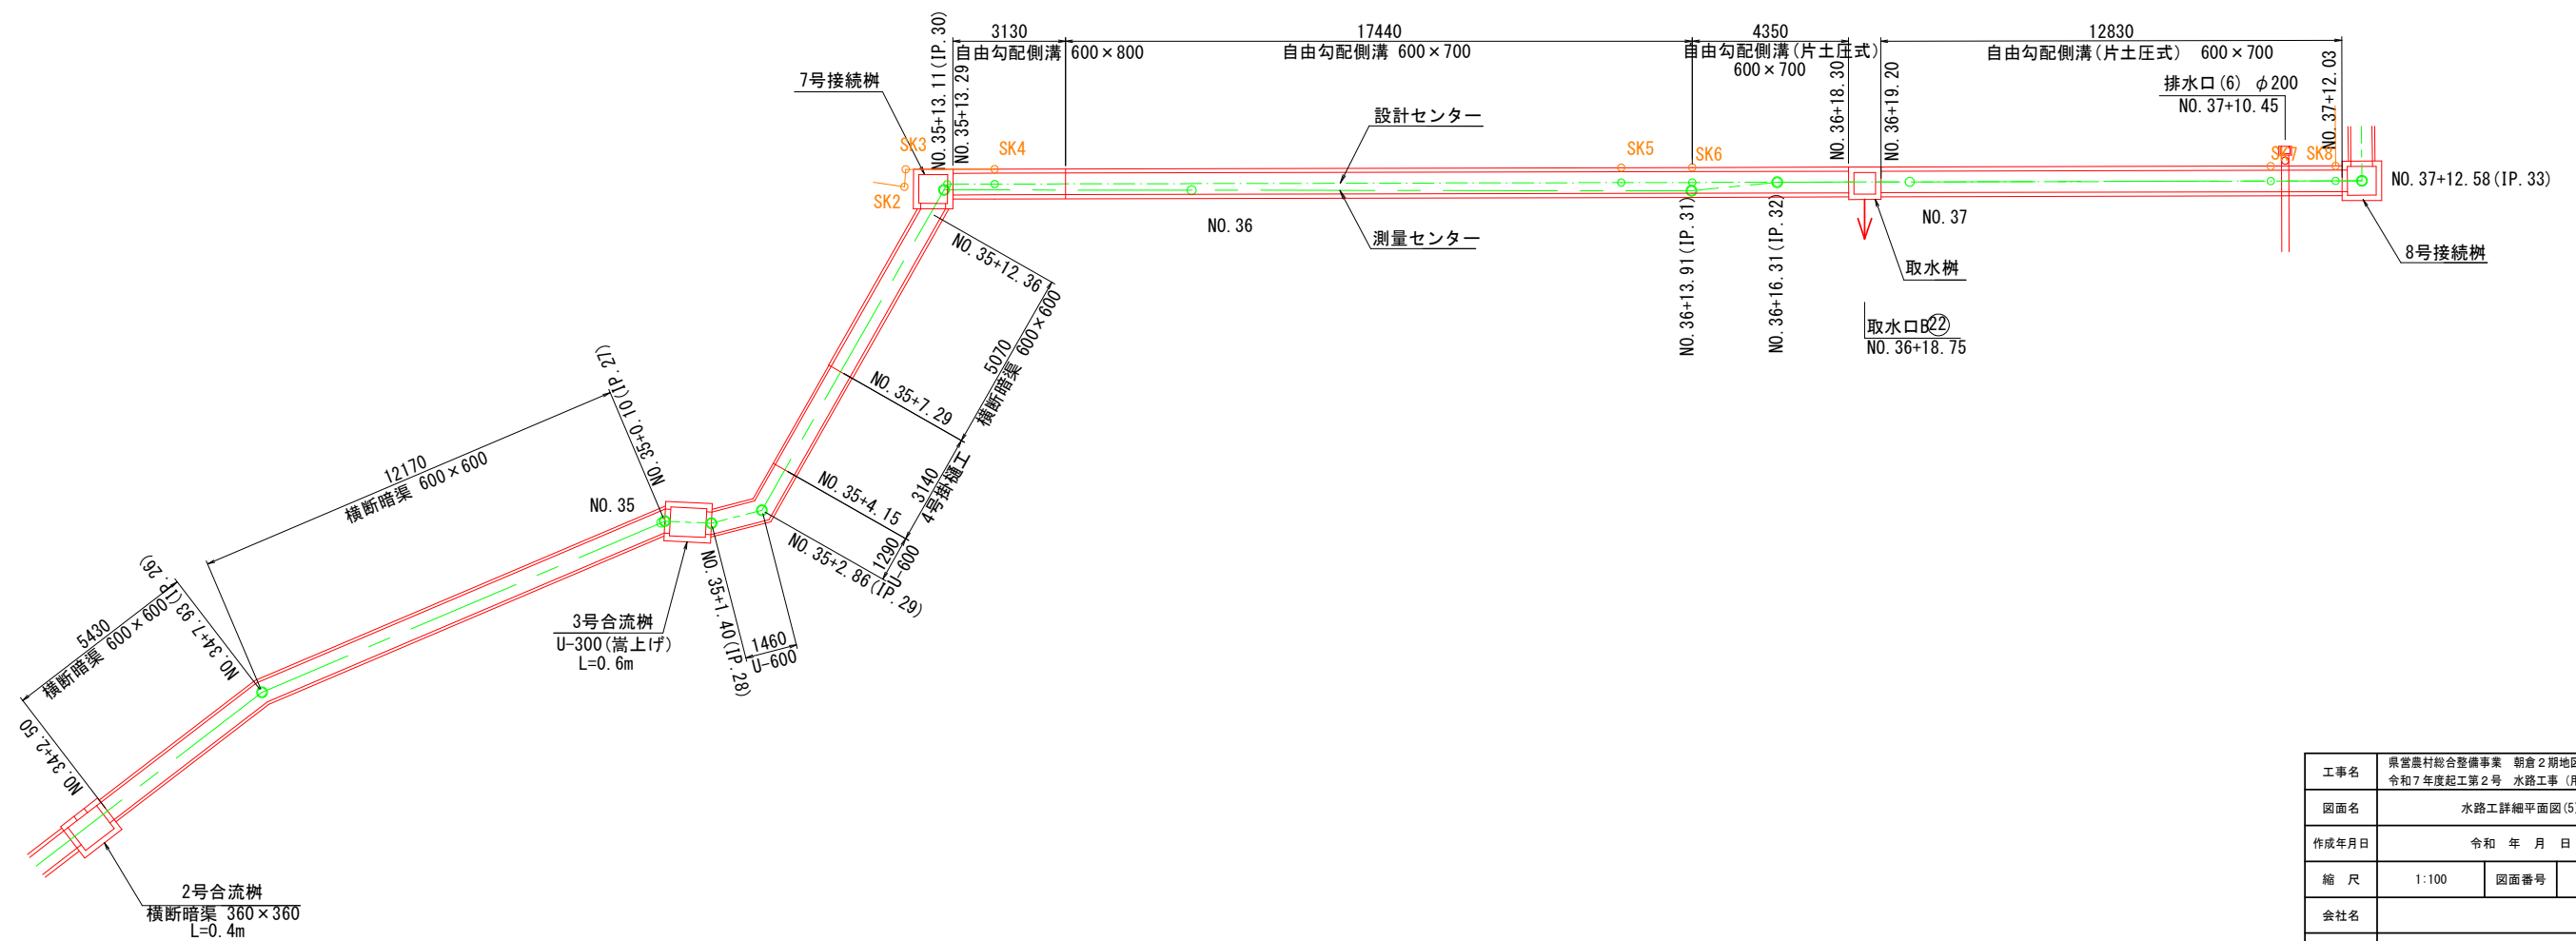 3130
自由勾配側溝 600×800
17440
自由勾配側溝 600×700
4350
自由勾配側溝(片土圧式)
600×700
12830
自由勾配側溝(片土圧式) 600×700
NO.35+13.11(IP.30)
NO.35+13.29
NO.36+18.30
NO.36+19.20
NO.37+12.03
排水口(6) φ200
NO.37+10.45
7号接続桝
設計センター
測量センター
SK3
SK2
SK4
SK5
SK6
SK7
SK8
NO.37+12.58(IP.33)
8号接続桝
NO.36
NO.37
取水桝
取水口B㉒
NO.36+18.75
NO.36+13.91(IP.31)
NO.36+16.31(IP.32)
NO.35+12.36
5070
横断暗渠 600×600
NO.35+7.29
3140
4号掛樋工
NO.35+4.15
1290
U-600
NO.35+2.86(IP.29)
NO.35+1.40(IP.28)
1460
U-600
NO.35+0.10(IP.27)
NO.35
3号合流桝
U-300(嵩上げ)
L=0.6m
12170
横断暗渠 600×600
NO.34+7.93(IP.26)
5430
横断暗渠 600×600
NO.34+2.50
2号合流桝
横断暗渠 360×360
L=0.4m
工事名
県営農村総合整備事業 朝倉2期地区
令和7年度起工第2号 水路工事(用
図面名
水路工詳細平面図(5)
作成年月日
令和 年 月 日
縮 尺
1:100
図面番号
会社名